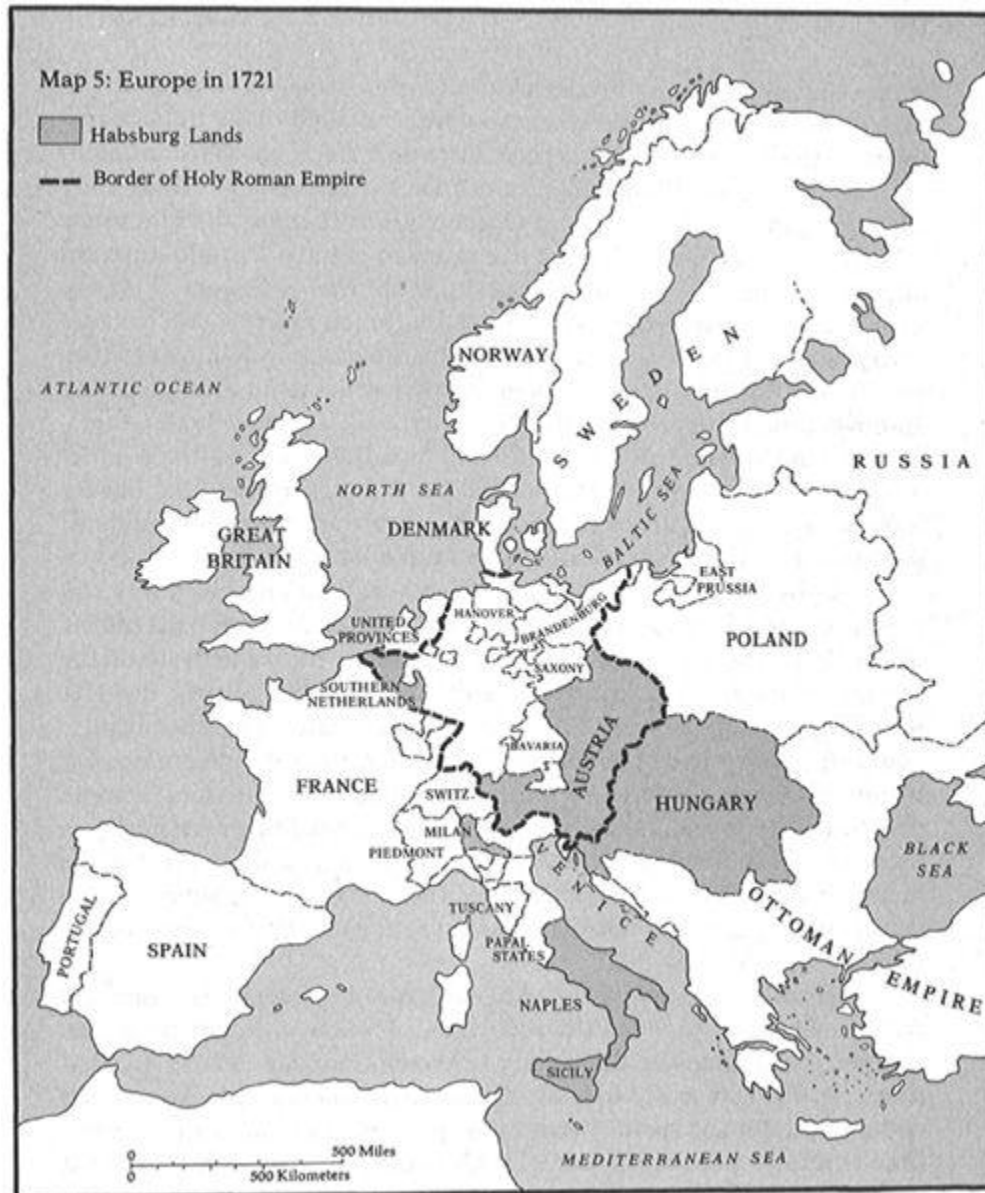 Map 5: Europe in 1721
Habsburg Lands
Border of Holy Roman Empire
ATLANTIC OCEAN
NORWAY
SWEDEN
RUSSIA
NORTH SEA
DENMARK
BALTIC SEA
GREAT
BRITAIN
EAST
PRUSSIA
UNITED
PROVINCES
HANOVER
BRANDENBURG
POLAND
SAXONY
SOUTHERN
NETHERLANDS
BAVARIA
AUSTRIA
FRANCE
SWITZ.
HUNGARY
MILAN
PIEDMONT
VENICE
BLACK
SEA
TUSCANY
OTTOMAN
EMPIRE
PORTUGAL
SPAIN
PAPAL
STATES
NAPLES
SICILY
0
500 Miles
0
500 Kilometers
MEDITERRANEAN SEA